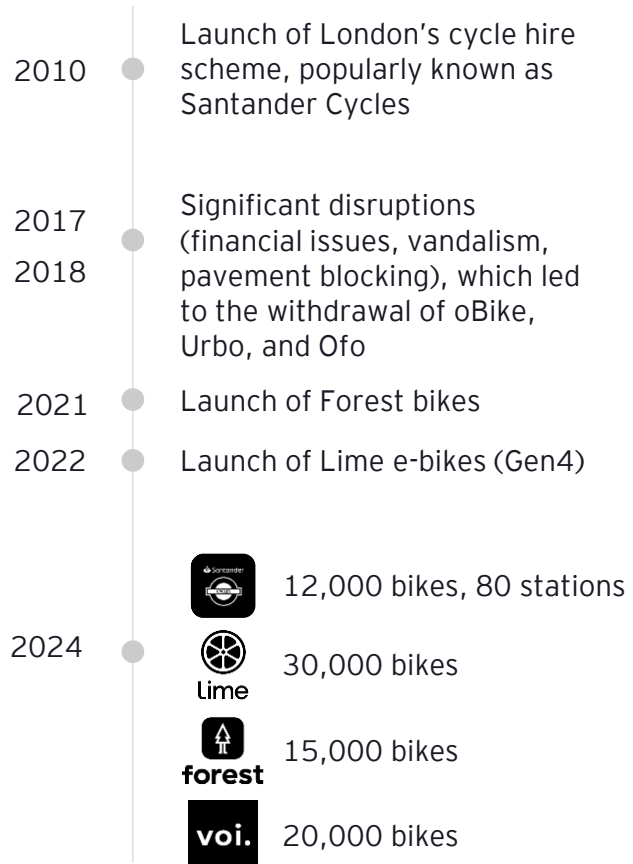 2010
Launch of London's cycle hire
scheme, popularly known as
Santander Cycles
2017
2018
Significant disruptions
(financial issues, vandalism,
pavement blocking), which led
to the withdrawal of oBike,
Urbo, and Ofo
2021
Launch of Forest bikes
2022
Launch of Lime e-bikes (Gen4)
2024
Santander
CYCLES
12,000 bikes, 80 stations
Lime
30,000 bikes
forest
15,000 bikes
voi.
20,000 bikes